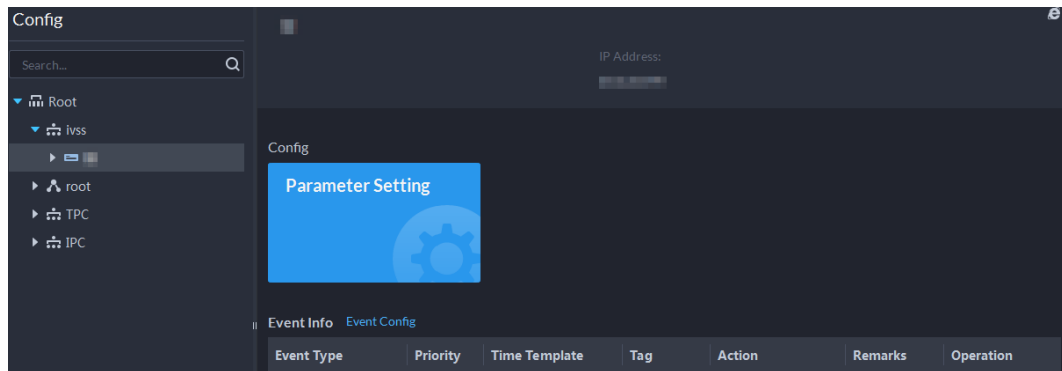 Config
Search...
Root
ivss
root
TPC
IPC
IP Address:
Config
Parameter Setting
Event Info Event Config
Event Type Priority Time Template Tag Action Remarks Operation